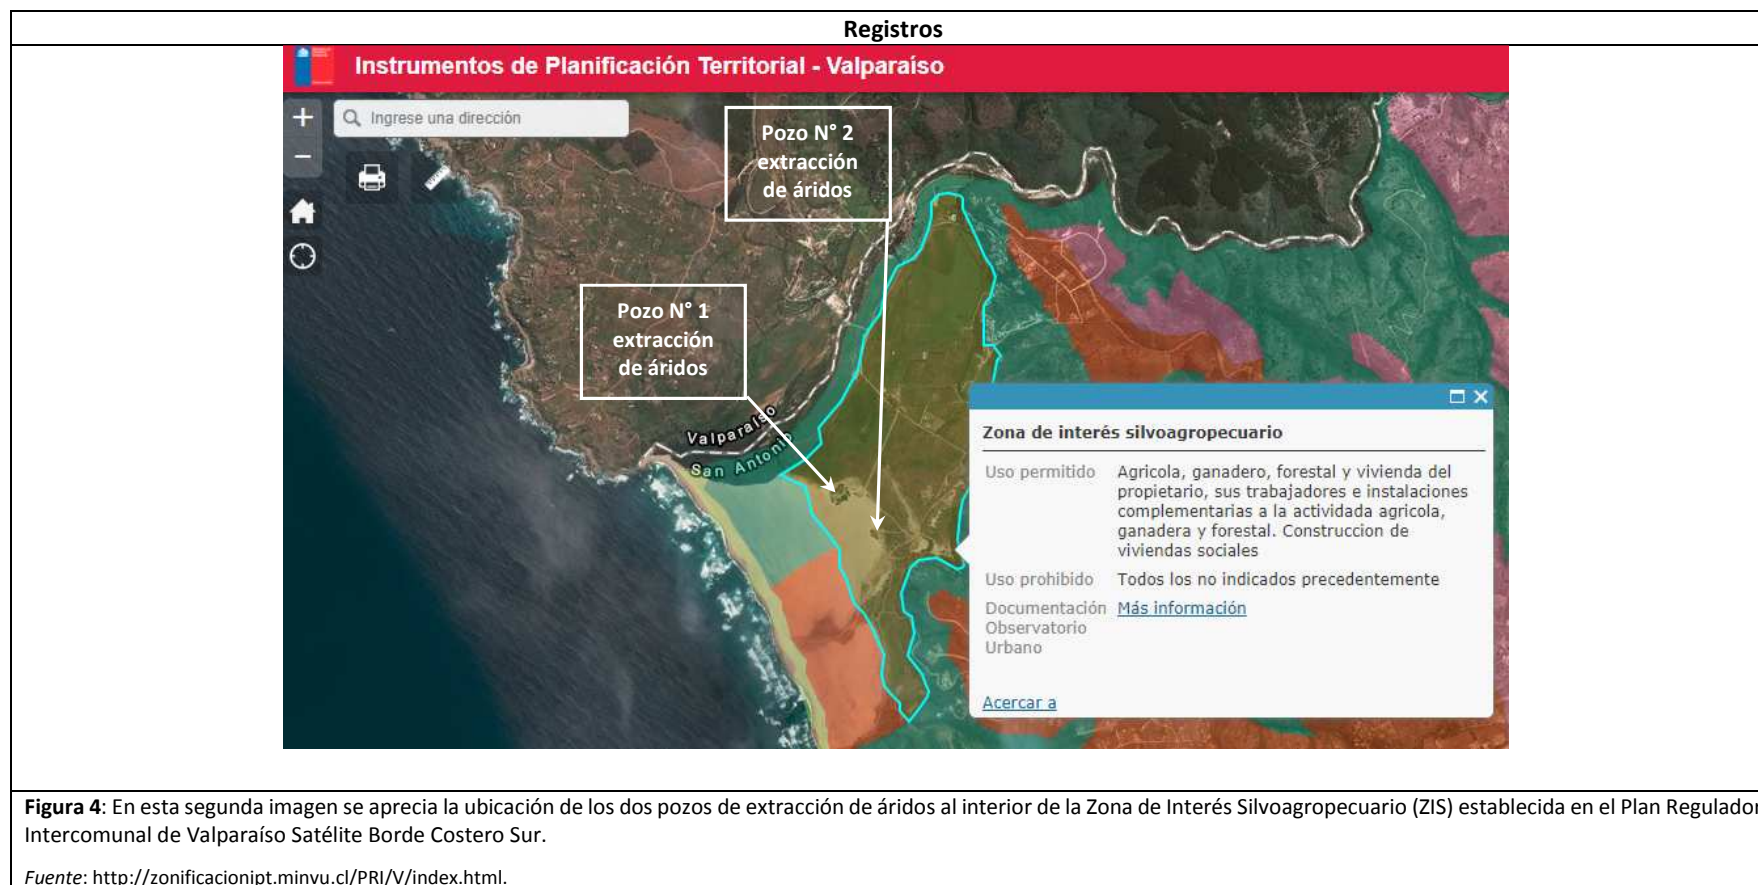 Registros
Instrumentos de Planificación Territorial - Valparaíso
+
Ingrese una dirección
−
Pozo N° 2
extracción
de áridos
Pozo N° 1
extracción
de áridos
Valparaíso
San Antonio
Zona de interés silvoagropecuario
Uso permitido Agricola, ganadero, forestal y vivienda del
propietario, sus trabajadores e instalaciones
complementarias a la actividada agricola,
ganadera y forestal. Construccion de
viviendas sociales
Uso prohibido Todos los no indicados precedentemente
Documentación Más información
Observatorio
Urbano
Acercar a
Figura 4: En esta segunda imagen se aprecia la ubicación de los dos pozos de extracción de áridos al interior de la Zona de Interés Silvoagropecuario (ZIS) establecida en el Plan Regulador
Intercomunal de Valparaíso Satélite Borde Costero Sur.
Fuente: http://zonificacionipt.minvu.cl/PRI/V/index.html.